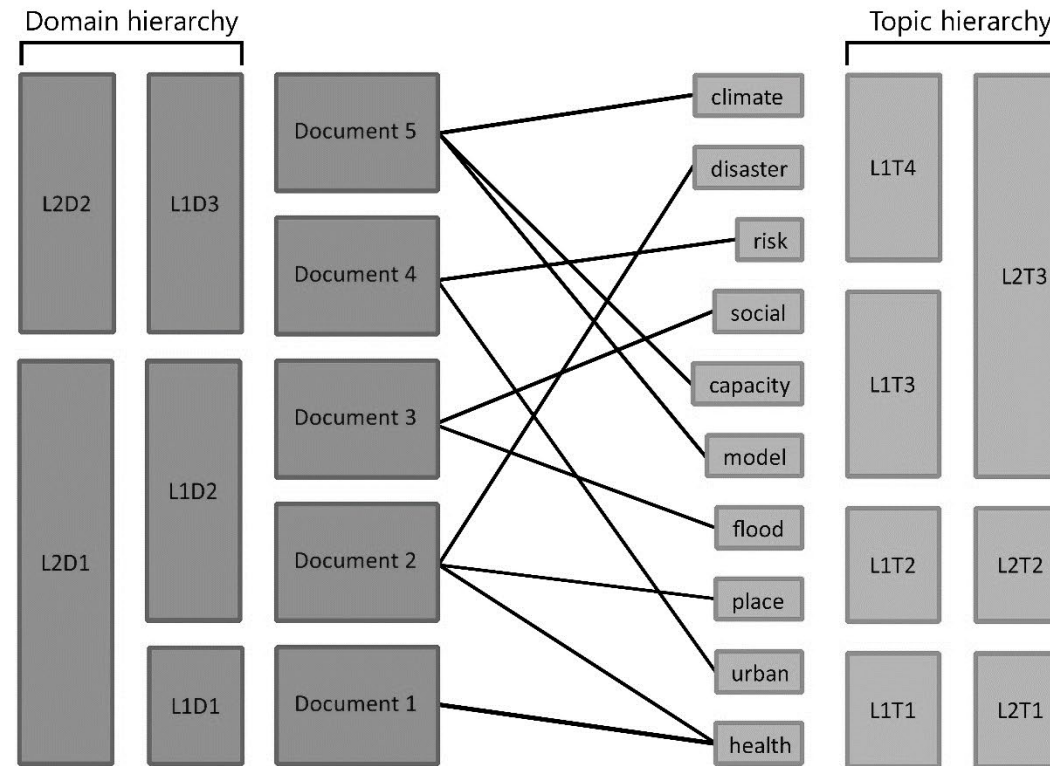 Domain hierarchy
Topic hierarchy
L2D2
L1D3
Document 5
climate
disaster
L1T4
Document 4
risk
L2T3
social
Document 3
capacity
L1T3
model
L1D2
flood
L2D1
Document 2
L1T2
L2T2
place
urban
Document 1
L1D1
health
L1T1
L2T1